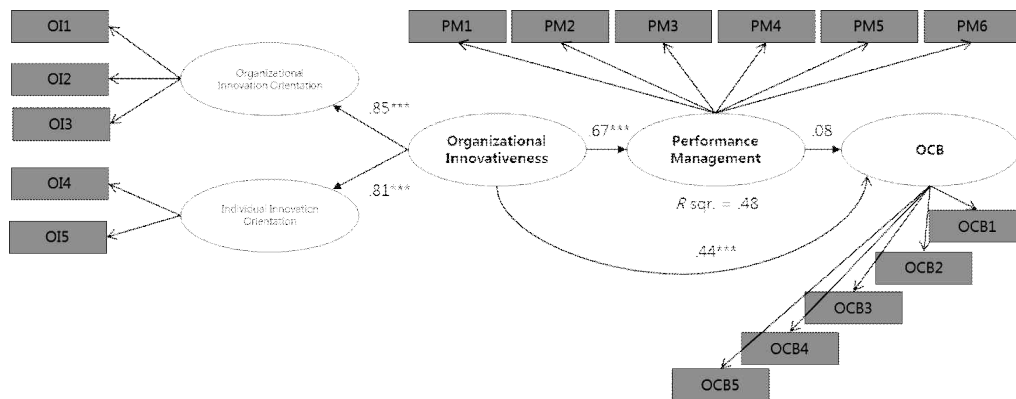 OI1
OI2
OI3
OI4
OI5
Organizational
Innovation Orientation
Individual Innovation
Orientation
.85***
.81***
Organizational
Innovativeness
.67***
PM1
PM2
PM3
PM4
PM5
PM6
Performance
Management
R sqr. = .48
.08
.44***
OCB
OCB1
OCB2
OCB3
OCB4
OCB5